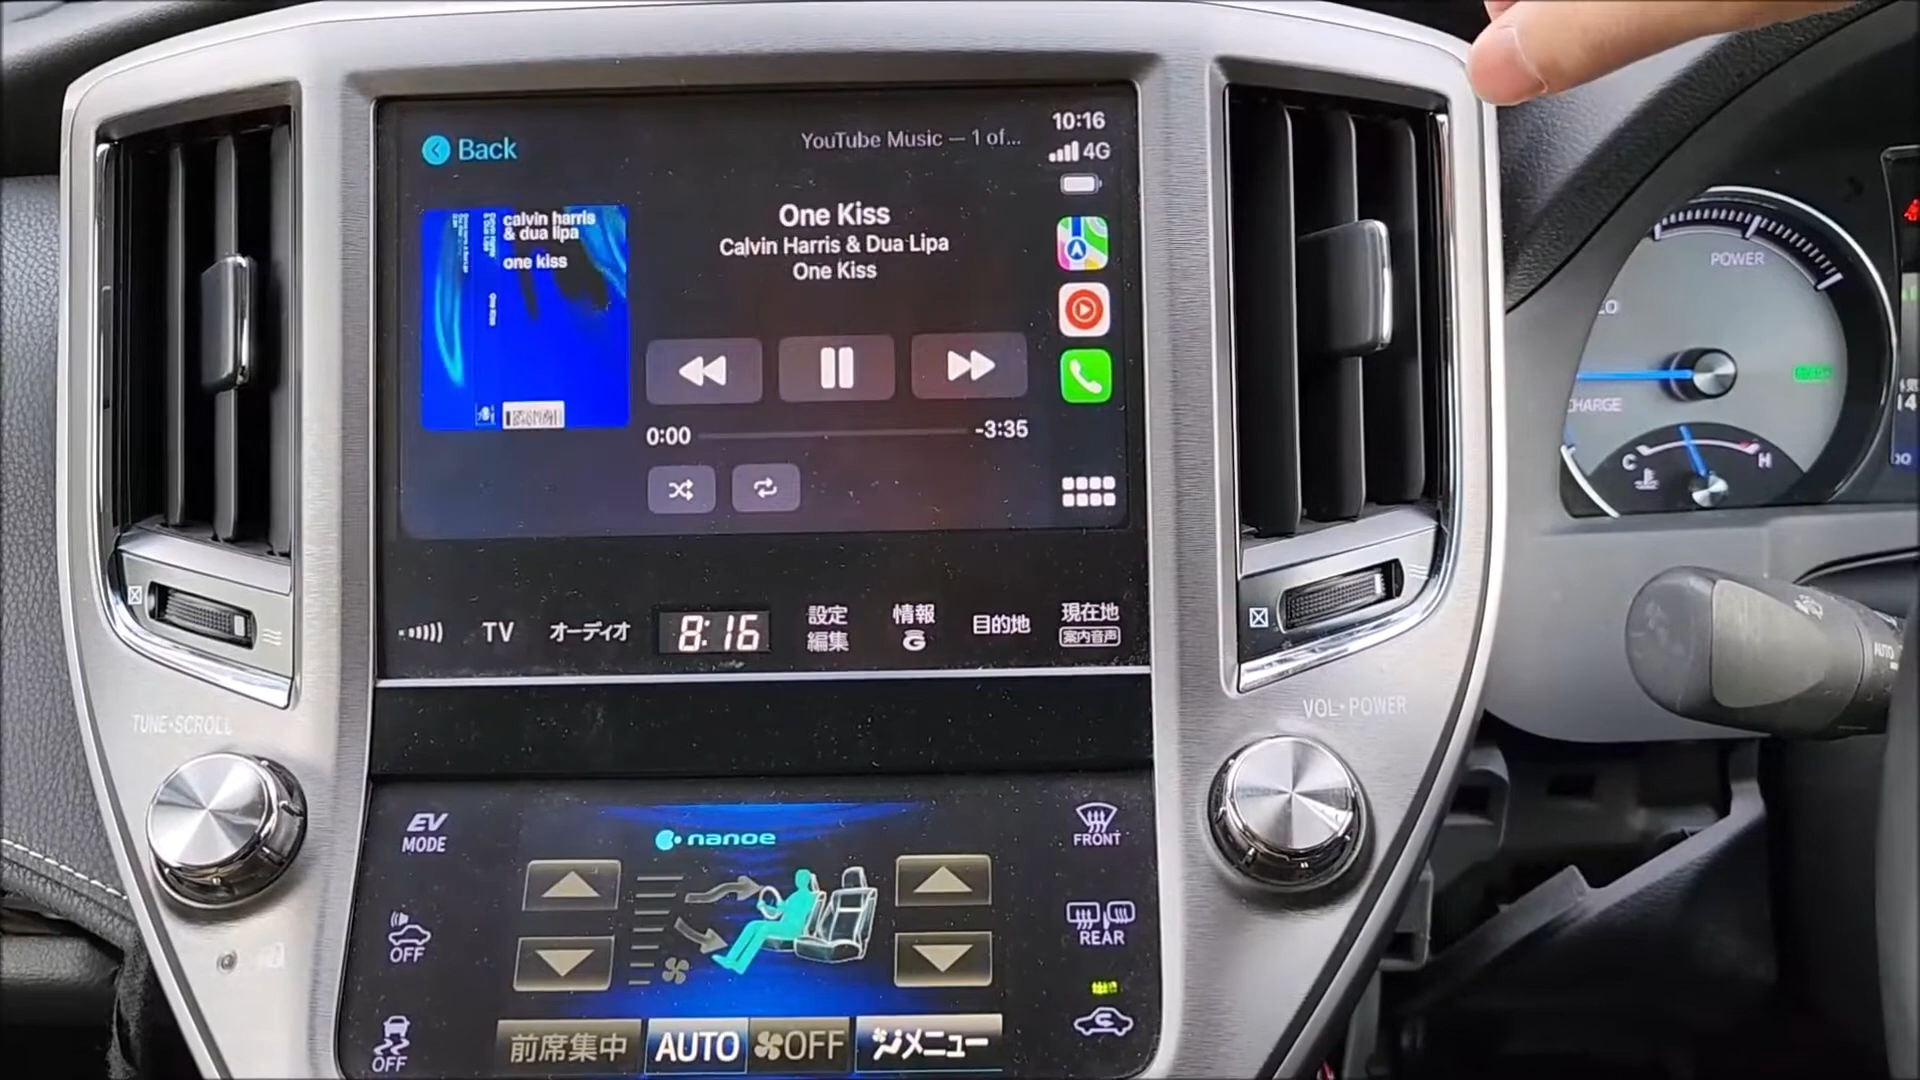 10:16
Back
YouTube Music — 1 of...
4G
calvin harris
& dua lipa
one kiss
One Kiss
Calvin Harris & Dua Lipa
One Kiss
0:00
-3:35
TV
オーディオ
8:16
設定
編集
情報
G
目的地
現在地
案内音声
TUNE・SCROLL
VOL・POWER
POWER
CHARGE
C
H
AUTO
EV
MODE
nanoe
FRONT
OFF
REAR
OFF
前席集中
AUTO
OFF
メニュー